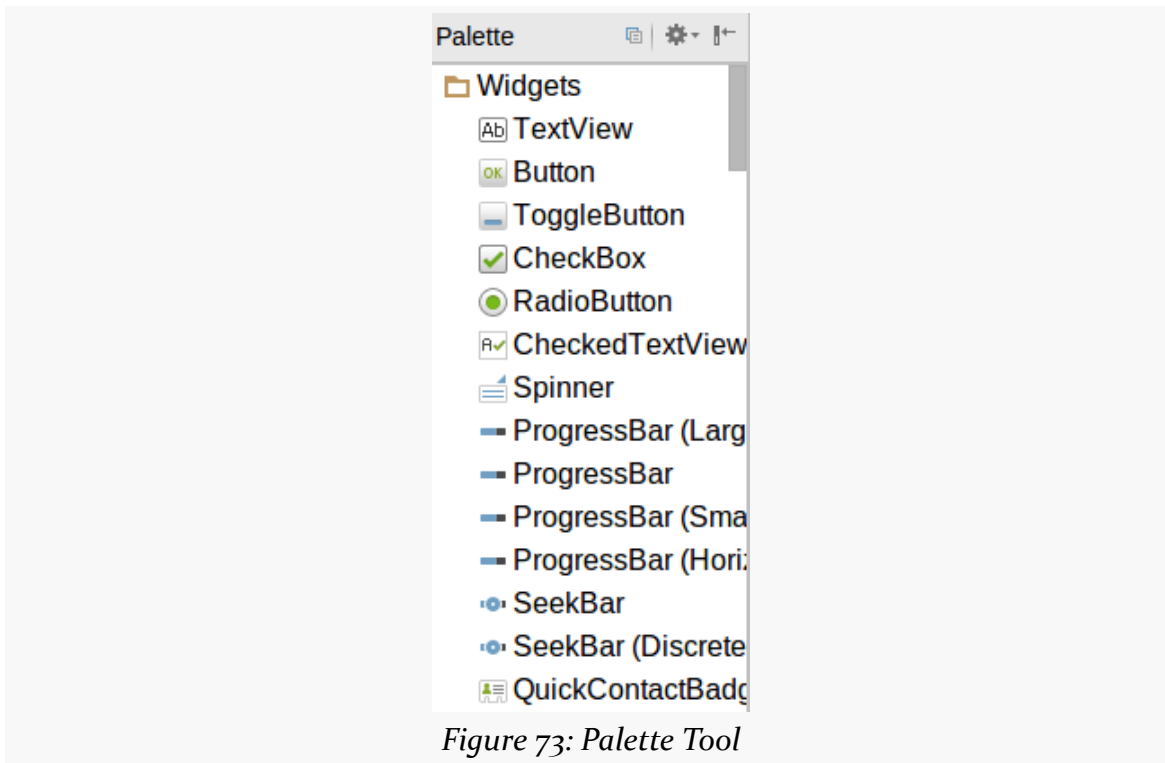 Palette
Widgets
Ab TextView
OK Button
ToggleButton
CheckBox
RadioButton
A CheckedTextView
Spinner
ProgressBar (Larg
ProgressBar
ProgressBar (Sma
ProgressBar (Horiz
SeekBar
SeekBar (Discrete
QuickContactBadg
Figure 73: Palette Tool